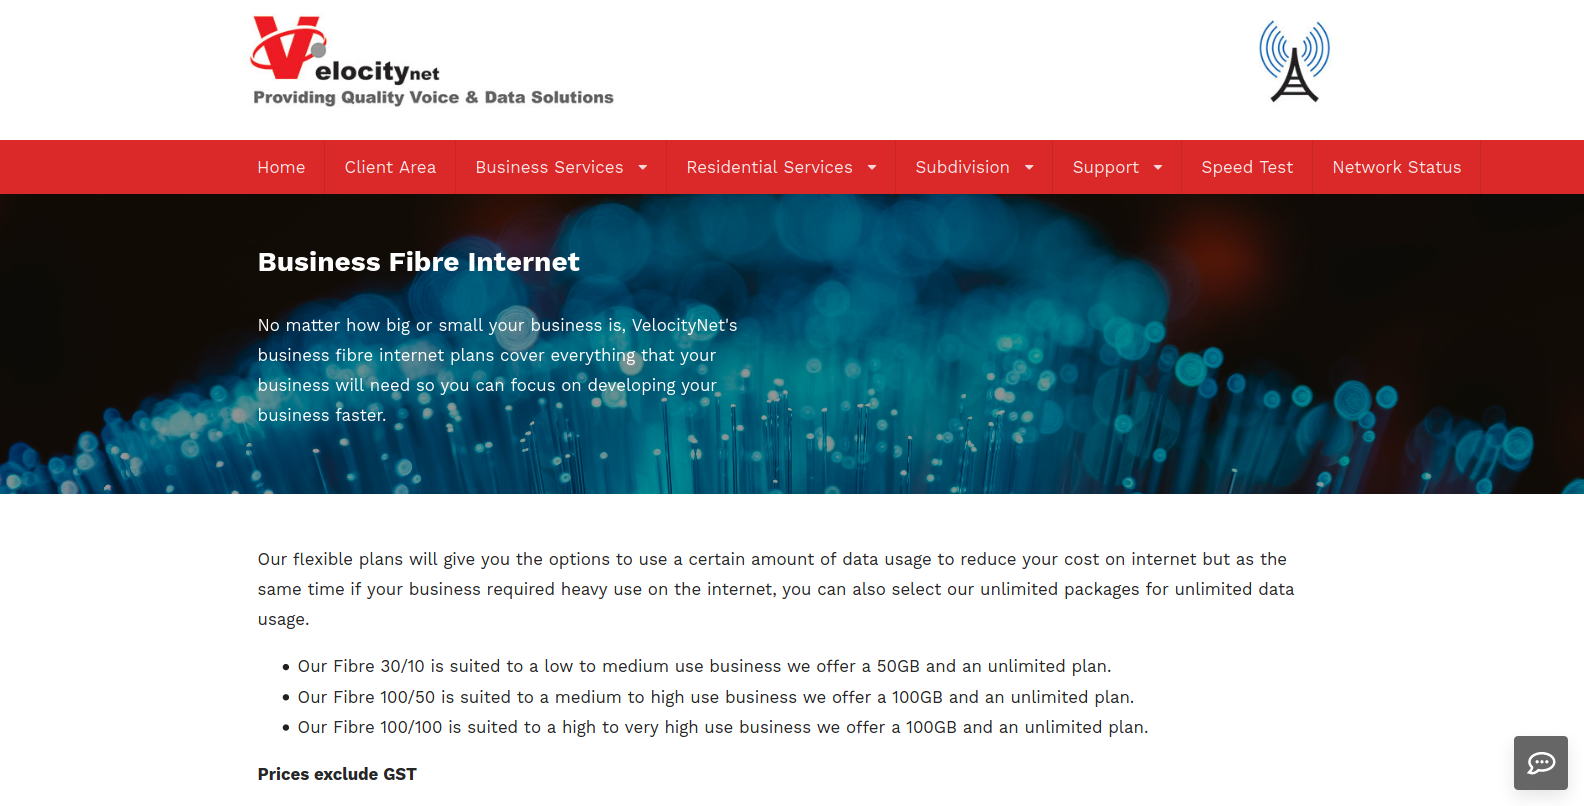 Velocitynet
Providing Quality Voice & Data Solutions
Home Client Area Business Services Residential Services Subdivision Support Speed Test Network Status
Business Fibre Internet
No matter how big or small your business is, VelocityNet's
business fibre internet plans cover everything that your
business will need so you can focus on developing your
business faster.
Our flexible plans will give you the options to use a certain amount of data usage to reduce your cost on internet but as the
same time if your business required heavy use on the internet, you can also select our unlimited packages for unlimited data
usage.
• Our Fibre 30/10 is suited to a low to medium use business we offer a 50GB and an unlimited plan.
• Our Fibre 100/50 is suited to a medium to high use business we offer a 100GB and an unlimited plan.
• Our Fibre 100/100 is suited to a high to very high use business we offer a 100GB and an unlimited plan.
Prices exclude GST